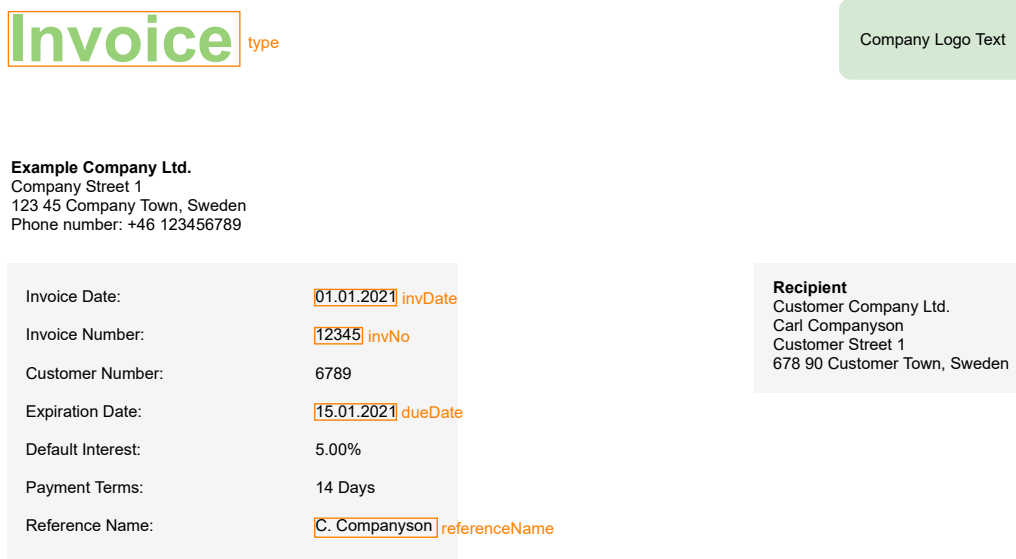 Invoice type
Company Logo Text
Example Company Ltd.
Company Street 1
123 45 Company Town, Sweden
Phone number: +46 123456789
Invoice Date: 01.01.2021 invDate
Invoice Number: 12345 invNo
Customer Number: 6789
Expiration Date: 15.01.2021 dueDate
Default Interest: 5.00%
Payment Terms: 14 Days
Reference Name: C. Companyson referenceName
Recipient
Customer Company Ltd.
Carl Companyson
Customer Street 1
678 90 Customer Town, Sweden